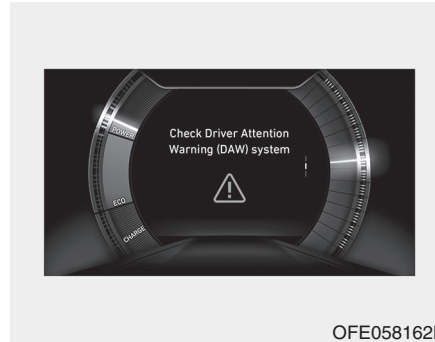 Check Driver Attention
Warning (DAW) system
POWER
ECO
CHARGE
OFE058162